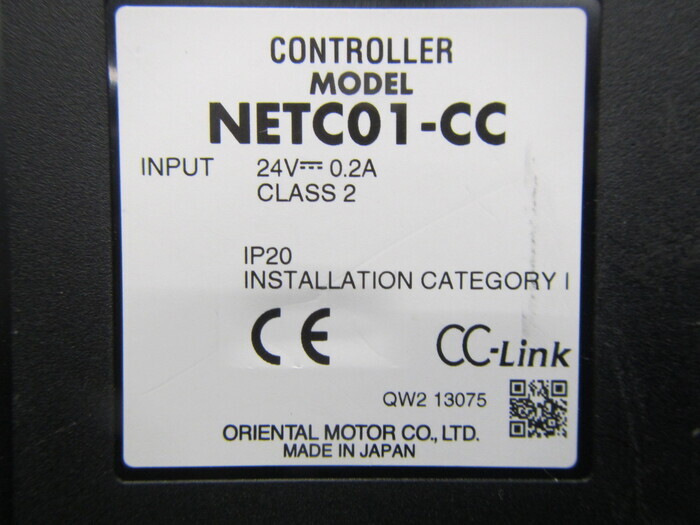 CONTROLLER
MODEL
NETC01-CC
INPUT 24V⎓ 0.2A
CLASS 2
IP20
INSTALLATION CATEGORY I
CE CC-Link
QW2 13075
ORIENTAL MOTOR CO., LTD.
MADE IN JAPAN